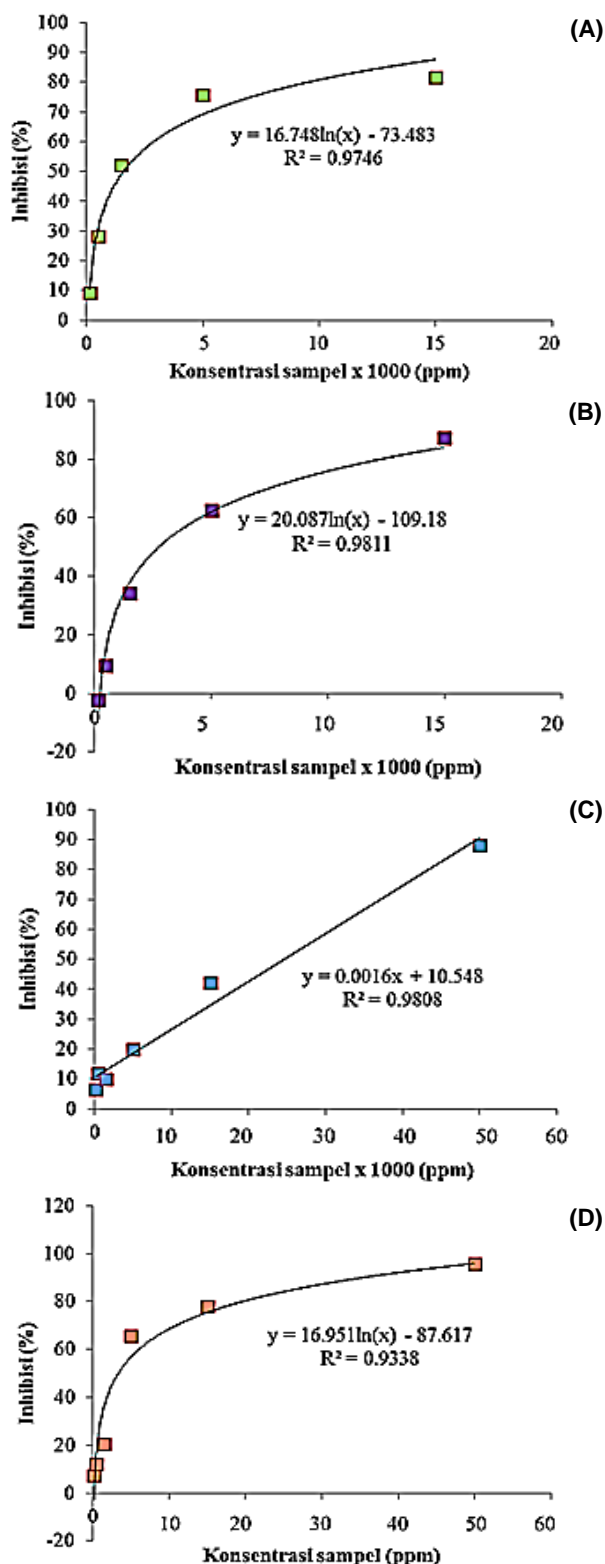 (A)
100
90
80
70
60
50
40
30
20
10
0
Inhibisi (%)
y = 16.748ln(x) - 73.483
R² = 0.9746
0 5 10 15 20
Konsentrasi sampel x 1000 (ppm)
(B)
100
80
60
40
20
0
-20
Inhibisi (%)
y = 20.087ln(x) - 109.18
R² = 0.9811
0 5 10 15 20
Konsentrasi sampel x 1000 (ppm)
(C)
100
90
80
70
60
50
40
30
20
10
0
Inhibisi (%)
y = 0.0016x + 10.548
R² = 0.9808
0 10 20 30 40 50 60
Konsentrasi sampel x 1000 (ppm)
(D)
120
100
80
60
40
20
0
-20
Inhibisi (%)
y = 16.951ln(x) - 87.617
R² = 0.9338
0 10 20 30 40 50 60
Konsentrasi sampel (ppm)